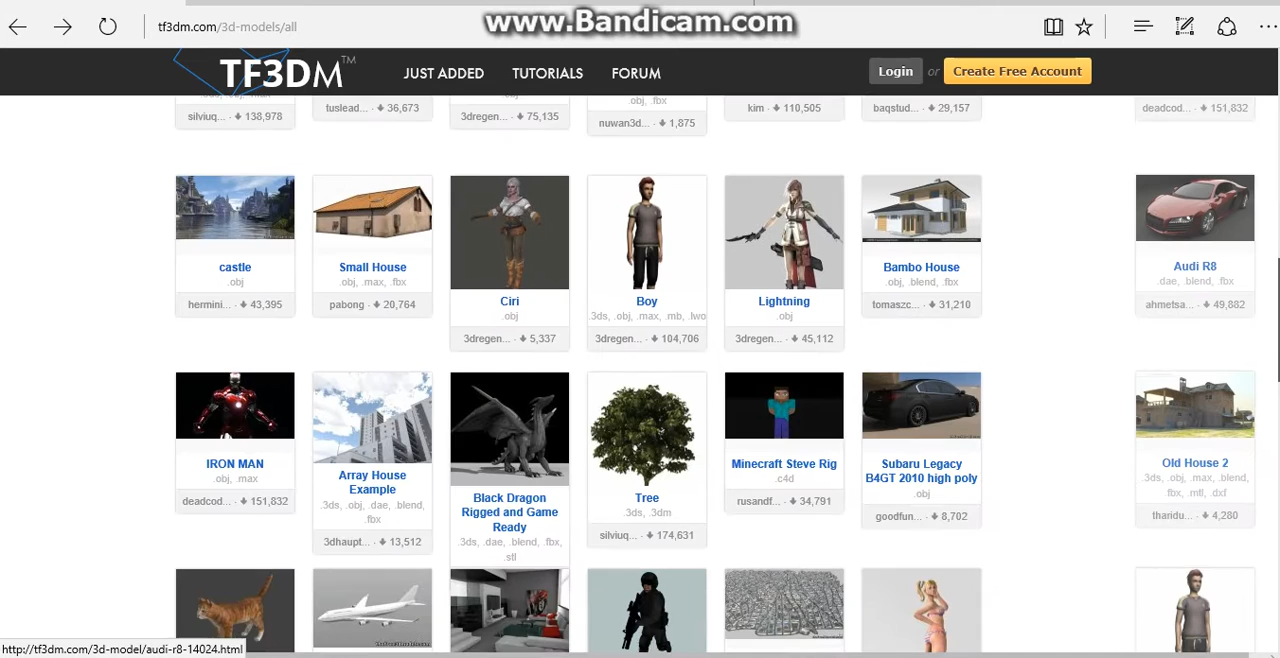 www.Bandicam.com
tf3dm.com/3d-models/all
TF3DM™
JUST ADDED
TUTORIALS
FORUM
Login or Create Free Account
.obj, .fbx
silviuq... · 138,978
tuslead... · 36,673
3dregen... · 75,135
nuwan3d... · 1,875
kim · 110,505
baqstud... · 29,157
deadcod... · 151,832
castle
.obj
hermini... · 43,395
Small House
.obj, .max, .fbx
pabong · 20,764
Ciri
.obj
3dregen... · 5,337
Boy
.3ds, .obj, .max, .mb, .lwo
3dregen... · 104,706
Lightning
.obj
3dregen... · 45,112
Bambo House
.obj, .blend, .fbx
tomaszc... · 31,210
Audi R8
.dae, .blend, .fbx
ahmetsa... · 49,882
IRON MAN
.obj, .max
deadcod... · 151,832
Array House
Example
.3ds, .obj, .dae, .blend,
.fbx
3dhaupt... · 13,512
Black Dragon
Rigged and Game
Ready
.3ds, .dae, .blend, .fbx,
.stl
Tree
.3ds, .3dm
silviuq... · 174,631
Minecraft Steve Rig
.c4d
rusandf... · 34,791
Subaru Legacy
B4GT 2010 high poly
.obj
goodfun... · 8,702
Old House 2
.3ds, .obj, .max, .blend,
.fbx, .mtl, .dxf
tharidu... · 4,280
http://tf3dm.com/3d-model/audi-r8-14024.html